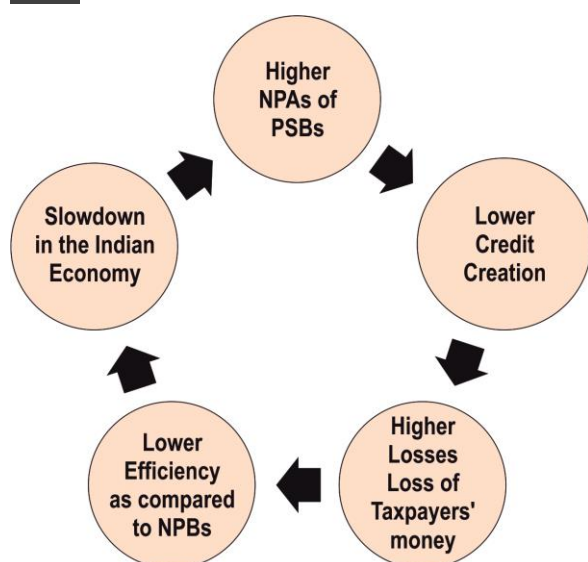 Higher
NPAs of
PSBs
Lower
Credit
Creation
Higher
Losses
Loss of
Taxpayers'
money
Lower
Efficiency
as compared
to NPBs
Slowdown
in the Indian
Economy